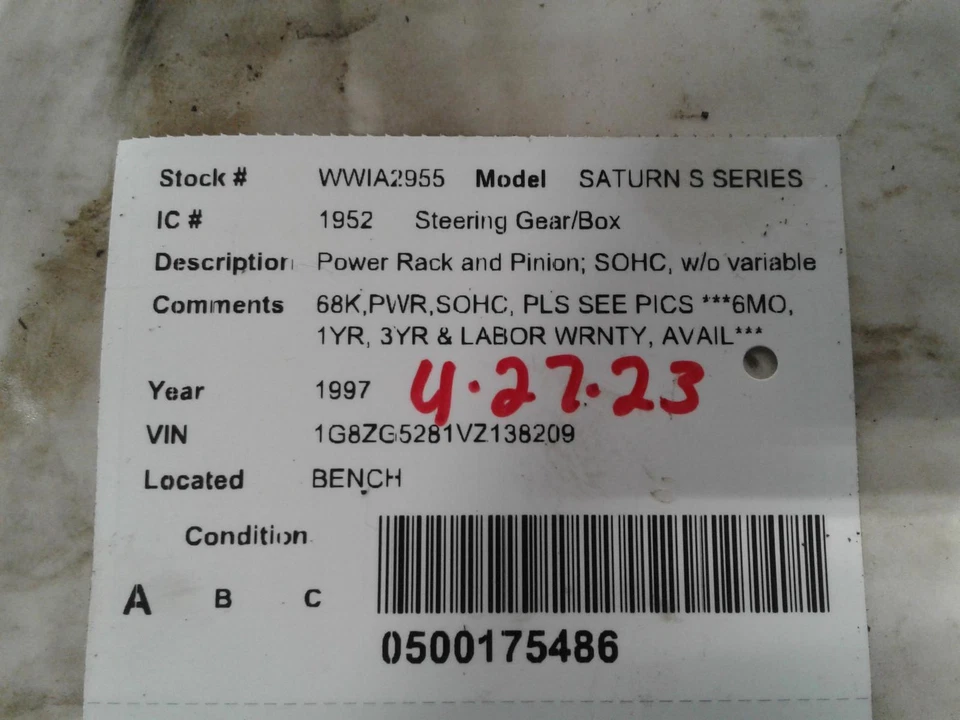 Stock # WWIA2955 Model SATURN S SERIES
IC # 1952 Steering Gear/Box
Description Power Rack and Pinion; SOHC, w/o variable
Comments 68K,PWR,SOHC, PLS SEE PICS ***6MO,
1YR, 3YR & LABOR WRNTY, AVAIL***
Year 1997 4.27.23
VIN 1G8ZG5281VZ138209
Located BENCH
Condition
A B C
0500175486